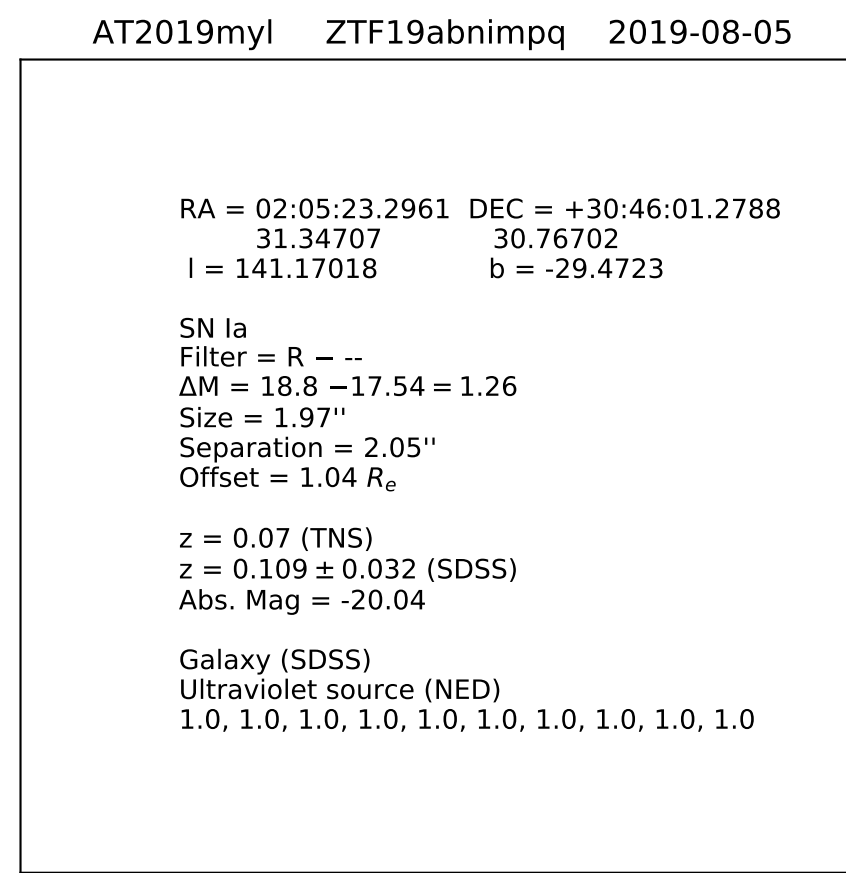 AT2019myl ZTF19abnimpq 2019-08-05
RA = 02:05:23.2961 DEC = +30:46:01.2788
31.34707 30.76702
l = 141.17018 b = -29.4723
SN Ia
Filter = R − --
ΔM = 18.8 −17.54 = 1.26
Size = 1.97''
Separation = 2.05''
Offset = 1.04 Re
z = 0.07 (TNS)
z = 0.109 ± 0.032 (SDSS)
Abs. Mag = -20.04
Galaxy (SDSS)
Ultraviolet source (NED)
1.0, 1.0, 1.0, 1.0, 1.0, 1.0, 1.0, 1.0, 1.0, 1.0